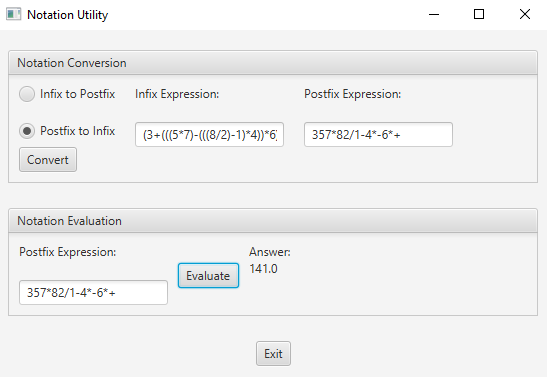 Notation Utility
Notation Conversion
Infix to Postfix
Infix Expression:
Postfix Expression:
Postfix to Infix
(3+(((5*7)-(((8/2)-1)*4))*6)
357*82/1-4*-6*+
Convert
Notation Evaluation
Postfix Expression:
Answer:
141.0
Evaluate
357*82/1-4*-6*+
Exit